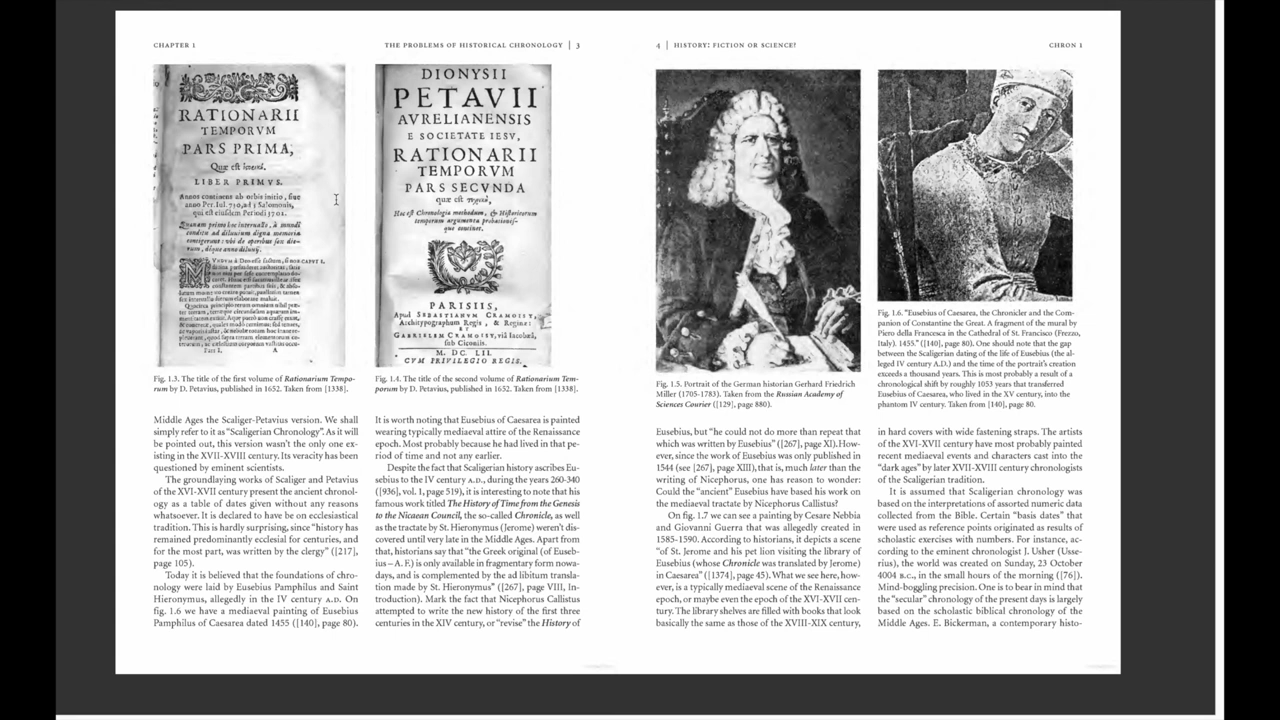 CHAPTER 1
THE PROBLEMS OF HISTORICAL CHRONOLOGY | 3
RATIONARII
TEMPORVM
PARS PRIMA,
LIBER PRIMVS.
Annos continens ab orbis initio, siue
anno Per. Iul. 730, ad 3 Salomonis,
qui est eiusdem Periodi 3702.
DIONYSII
PETAVII
AVRELIANENSIS
E SOCIETATE IESV,
RATIONARII
TEMPORVM
PARS SECVNDA
Hoc est Chronologiæ methodum, & Historicorum
temporum argumenta probationes-
que continet.
PARISIIS,
Apud SEBASTIANVM CRAMOISY,
Architypographum Regis, & Reginæ:
ET
GABRIELEM CRAMOISY, viâ Iacobæâ,
sub Ciconiis.
M. DC. LII.
CVM PRIVILEGIO REGIS.
Fig. 1.3. The title of the first volume of Rationarium Tempo-
rum by D. Petavius, published in 1652. Taken from [1338].
Fig. 1.4. The title of the second volume of Rationarium Tem-
porum by D. Petavius, published in 1652. Taken from [1338].
Middle Ages the Scaliger-Petavius version. We shall
simply refer to it as “Scaligerian Chronology”. As it will
be pointed out, this version wasn't the only one ex-
isting in the XVII-XVIII century. Its veracity has been
questioned by eminent scientists.
The groundlaying works of Scaliger and Petavius
of the XVI-XVII century present the ancient chronol-
ogy as a table of dates given without any reasons
whatsoever. It is declared to have be on ecclesiastical
tradition. This is hardly surprising, since “history has
remained predominantly ecclesial for centuries, and
for the most part, was written by the clergy” ([217],
page 105).
Today it is believed that the foundations of chro-
nology were laid by Eusebius Pamphilus and Saint
Hieronymus, allegedly in the IV century A.D. On
fig. 1.6 we have a mediaeval painting of Eusebius
Pamphilus of Caesarea dated 1455 ([140], page 80).
It is worth noting that Eusebius of Caesarea is painted
wearing typically mediaeval attire of the Renaissance
epoch. Most probably because he had lived in that pe-
riod of time and not any earlier.
Despite the fact that Scaligerian history ascribes Eu-
sebius to the IV century A.D., during the years 260-340
([936], vol. 1, page 519), it is interesting to note that his
famous work titled The History of Time from the Genesis
to the Nicaean Council, the so-called Chronicle, as well
as the tractate by St. Hieronymus (Jerome) weren't dis-
covered until very late in the Middle Ages. Apart from
that, historians say that “the Greek original (of Euseb-
ius – A. F.) is only available in fragmentary form nowa-
days, and is complemented by the ad libitum transla-
tion made by St. Hieronymus” ([267], page VIII, In-
troduction). Mark the fact that Nicephorus Callistus
attempted to write the new history of the first three
centuries in the XIV century, or “revise” the History of
4 | HISTORY: FICTION OR SCIENCE?
CHRON 1
Fig. 1.5. Portrait of the German historian Gerhard Friedrich
Miller (1705-1783). Taken from the Russian Academy of
Sciences Courier ([129], page 880).
Fig. 1.6. “Eusebius of Caesarea, the Chronicler and the Com-
panion of Constantine the Great. A fragment of the mural by
Piero della Francesca in the Cathedral of St. Francisco (Frezzo,
Italy). 1455.” ([140], page 80). One should note that the gap
between the Scaligerian dating of the life of Eusebius (the al-
leged IV century A.D.) and the time of the portrait's creation
exceeds a thousand years. This is most probably a result of a
chronological shift by roughly 1053 years that transferred
Eusebius of Caesarea, who lived in the XV century, into the
phantom IV century. Taken from [140], page 80.
Eusebius, but “he could not do more than repeat that
which was written by Eusebius” ([267], page XI). How-
ever, since the work of Eusebius was only published in
1544 (see [267], page XIII), that is, much later than the
writing of Nicephorus, one has reason to wonder:
Could the “ancient” Eusebius have based his work on
the mediaeval tractate by Nicephorus Callistus?
On fig. 1.7 we can see a painting by Cesare Nebbia
and Giovanni Guerra that was allegedly created in
1585-1590. According to historians, it depicts a scene
“of St. Jerome and his pet lion visiting the library of
Eusebius (whose Chronicle was translated by Jerome)
in Caesarea” ([1374], page 45). What we see here, how-
ever, is a typically mediaeval scene of the Renaissance
epoch, or maybe even the epoch of the XVI-XVII cen-
tury. The library shelves are filled with books that look
basically the same as those of the XVIII-XIX century,
in hard covers with wide fastening straps. The artists
of the XVI-XVII century have most probably painted
recent mediaeval events and characters cast into the
“dark ages” by later XVII-XVIII century chronologists
of the Scaligerian tradition.
It is assumed that Scaligerian chronology was
based on the interpretations of assorted numeric data
collected from the Bible. Certain “basis dates” that
were used as reference points originated as results of
scholastic exercises with numbers. For instance, ac-
cording to the eminent chronologist J. Usher (Usse-
rius), the world was created on Sunday, 23 October
4004 B.C., in the small hours of the morning ([76]).
Mind-boggling precision. One is to bear in mind that
the “secular” chronology of the present days is largely
based on the scholastic biblical chronology of the
Middle Ages. E. Bickerman, a contemporary histo-